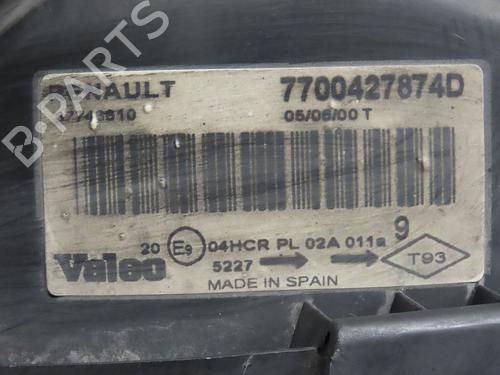 RENAULT 7700427874D
05/06/00 T
20 E9 04HCR PL 02A 011a 9
Valeo 5227 T93
MADE IN SPAIN
B-PARTS